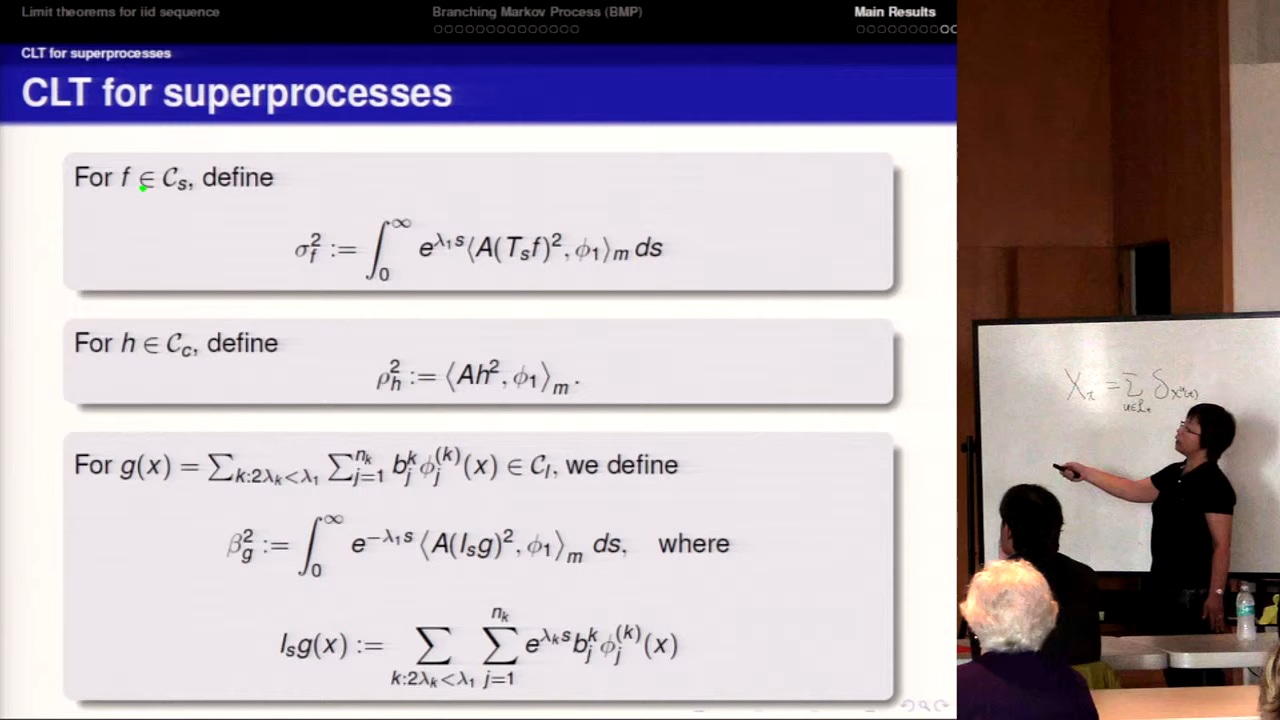 Limit theorems for iid sequence
Branching Markov Process (BMP)
Main Results
CLT for superprocesses
CLT for superprocesses
For f ∈ 𝒞_s, define
σ_f^2 := ∫_0^∞ e^{λ_1 s} ⟨A(T_s f)^2, ϕ_1⟩_m ds
For h ∈ 𝒞_c, define
ρ_h^2 := ⟨Ah^2, ϕ_1⟩_m.
For g(x) = ∑_{k:2λ_k<λ_1} ∑_{j=1}^{n_k} b_j^k ϕ_j^{(k)}(x) ∈ 𝒞_l, we define
β_g^2 := ∫_0^∞ e^{-λ_1 s} ⟨A(I_s g)^2, ϕ_1⟩_m ds, where
I_s g(x) := ∑_{k:2λ_k<λ_1} ∑_{j=1}^{n_k} e^{λ_k s} b_j^k ϕ_j^{(k)}(x)
X_t = ∑_{u∈ℒ_t} δ